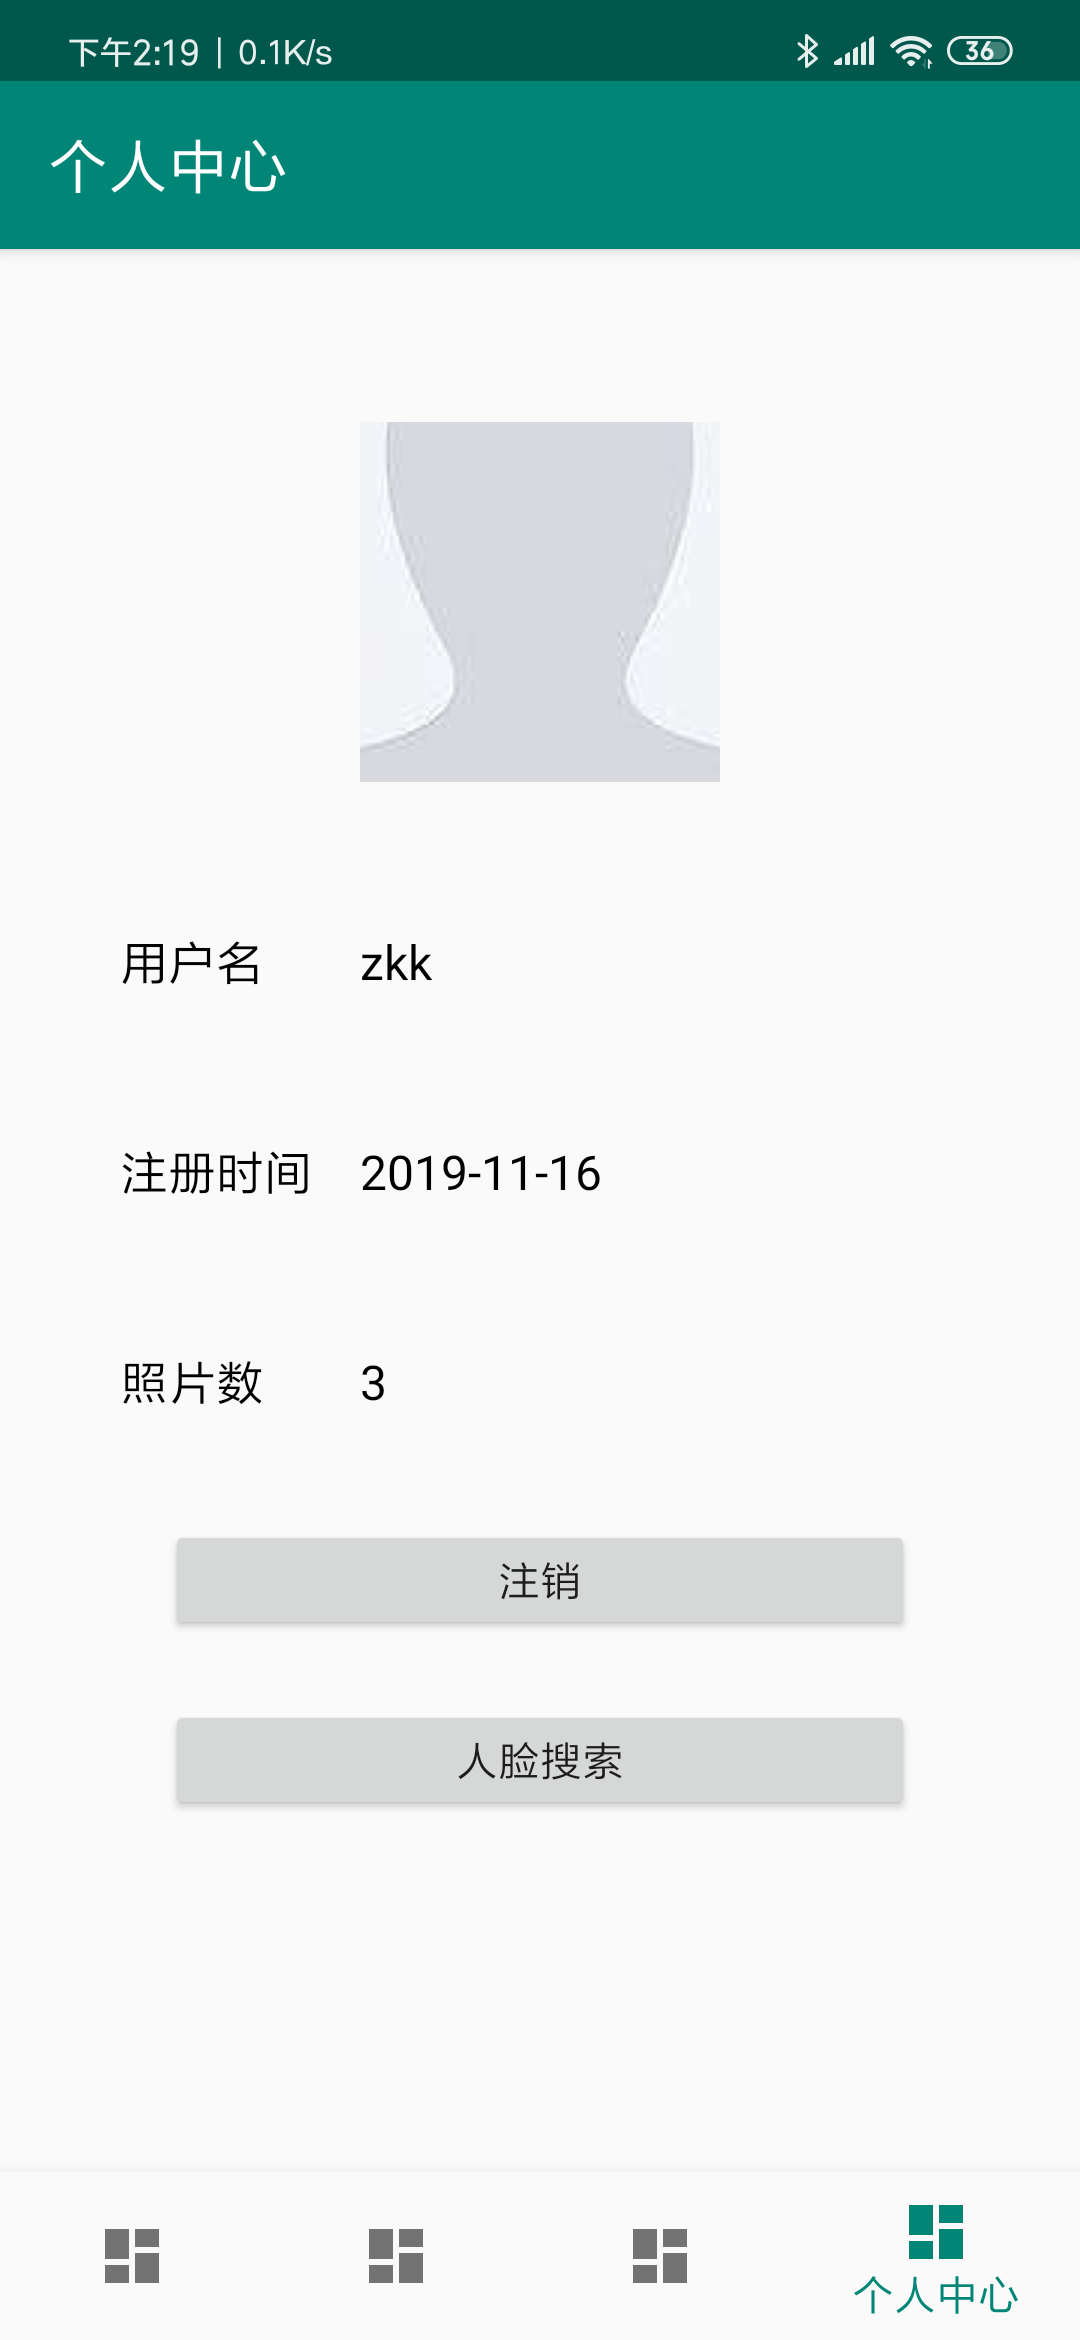 下午2:19 | 0.1K/s 36
个人中心
用户名 zkk
注册时间 2019-11-16
照片数 3
注销
人脸搜索
个人中心